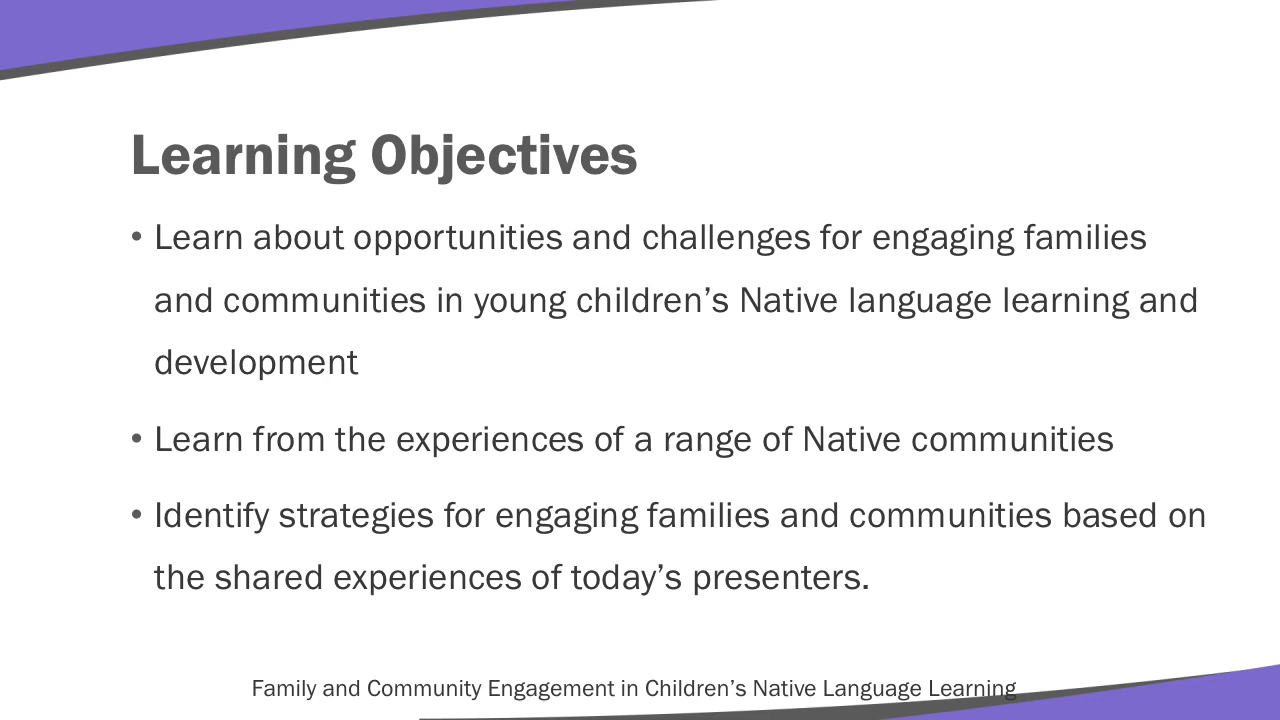 Learning Objectives
• Learn about opportunities and challenges for engaging families
and communities in young children’s Native language learning and
development
• Learn from the experiences of a range of Native communities
• Identify strategies for engaging families and communities based on
the shared experiences of today’s presenters.
Family and Community Engagement in Children’s Native Language Learning